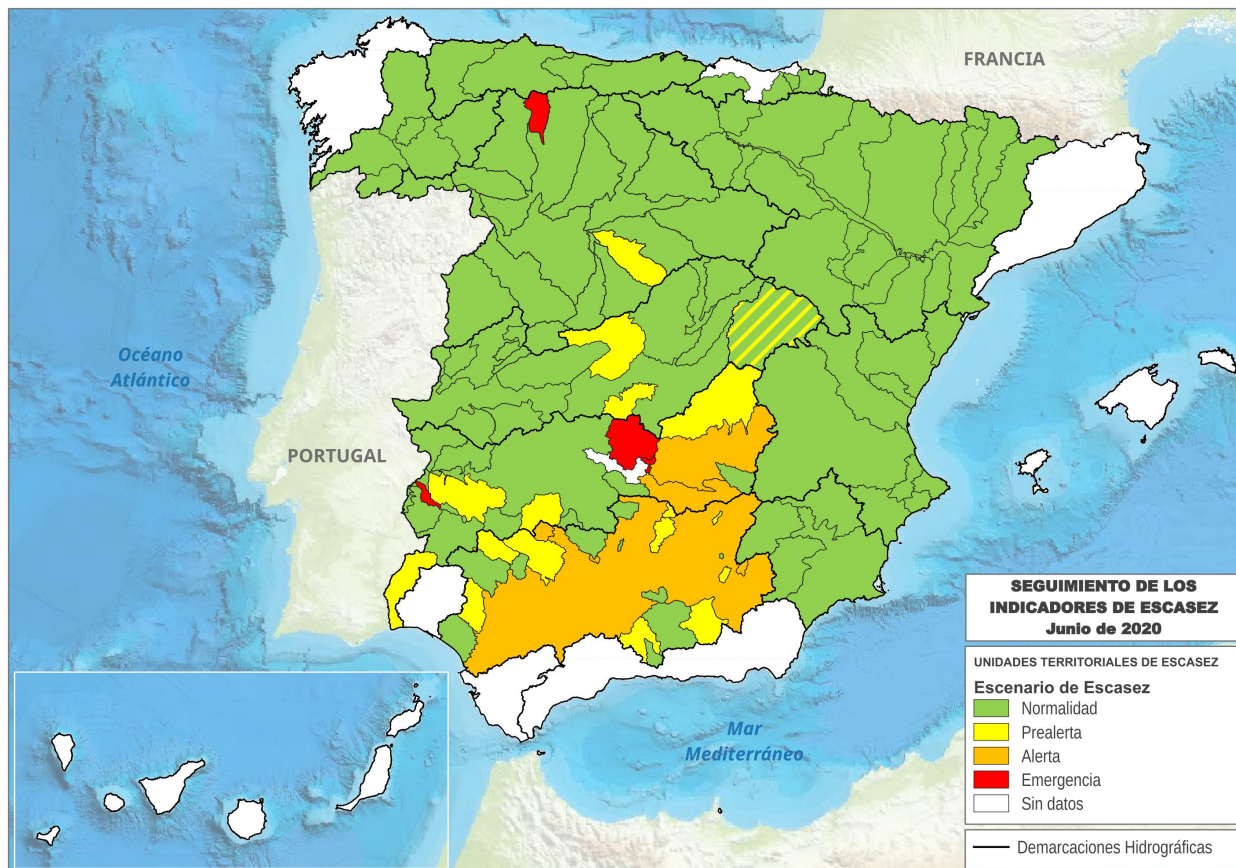 FRANCIA
Océano
Atlántico
PORTUGAL
Mar
Mediterráneo
SEGUIMIENTO DE LOS
INDICADORES DE ESCASEZ
Junio de 2020
UNIDADES TERRITORIALES DE ESCASEZ
Escenario de Escasez
Normalidad
Prealerta
Alerta
Emergencia
Sin datos
Demarcaciones Hidrográficas